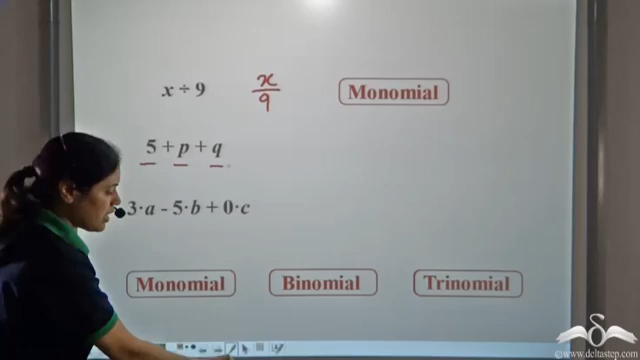 x ÷ 9 x/9 Monomial
5 + p + q
3·a - 5·b + 0·c
Monomial Binomial Trinomial
©www.deltastep.com